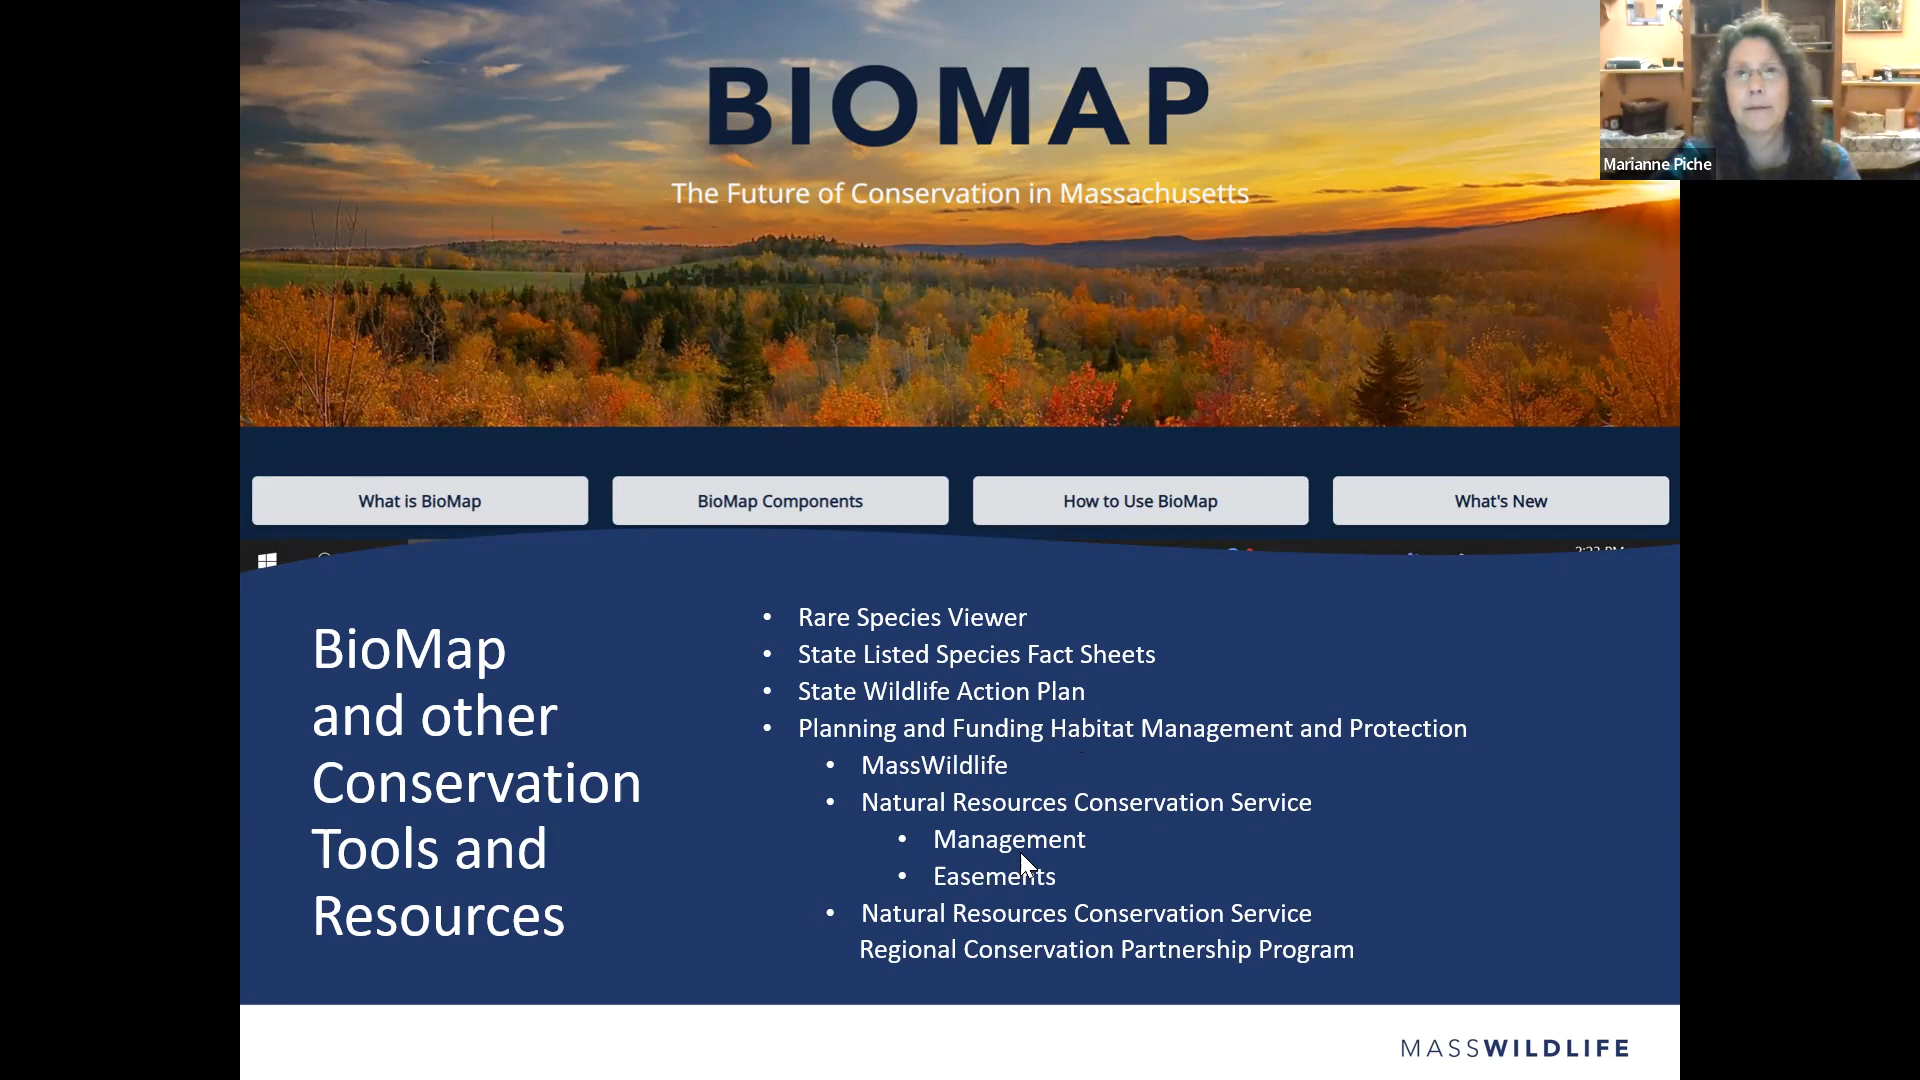 BIOMAP
The Future of Conservation in Massachusetts
Marianne Piche
What is BioMap
BioMap Components
How to Use BioMap
What's New
BioMap
and other
Conservation
Tools and
Resources
• Rare Species Viewer
• State Listed Species Fact Sheets
• State Wildlife Action Plan
• Planning and Funding Habitat Management and Protection
• MassWildlife
• Natural Resources Conservation Service
• Management
• Easements
• Natural Resources Conservation Service
Regional Conservation Partnership Program
MASSWILDLIFE